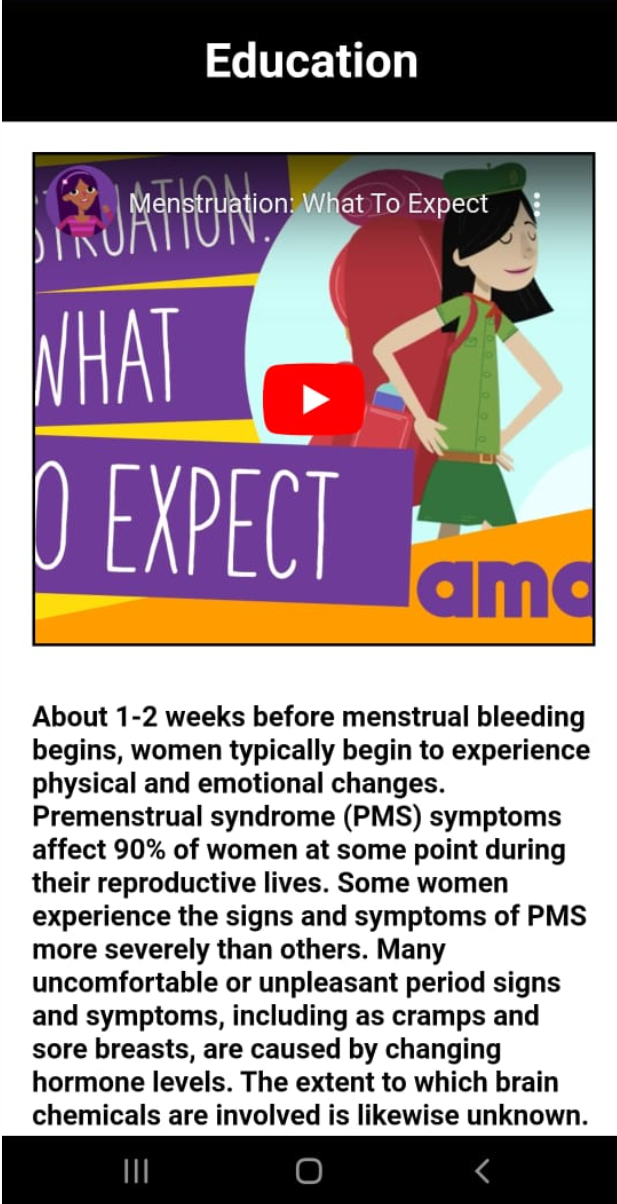 Education
Menstruation: What To Expect
STRUATION:
WHAT
O EXPECT
amo
About 1-2 weeks before menstrual bleeding
begins, women typically begin to experience
physical and emotional changes.
Premenstrual syndrome (PMS) symptoms
affect 90% of women at some point during
their reproductive lives. Some women
experience the signs and symptoms of PMS
more severely than others. Many
uncomfortable or unpleasant period signs
and symptoms, including as cramps and
sore breasts, are caused by changing
hormone levels. The extent to which brain
chemicals are involved is likewise unknown.